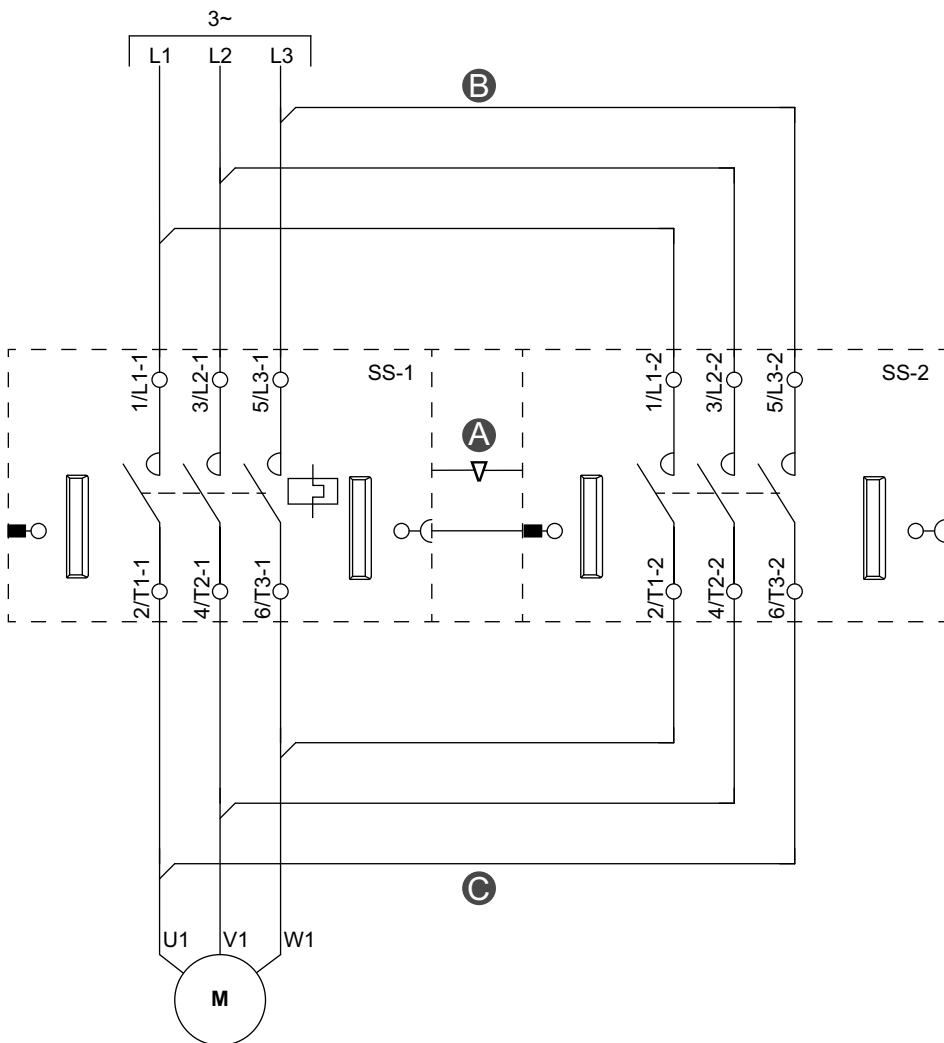 3~
L1 L2 L3
B
1/L1-1 3/L2-1 5/L3-1 SS-1 1/L1-2 3/L2-2 5/L3-2 SS-2
A
2/T1-1 4/T2-1 6/T3-1 2/T1-2 4/T2-2 6/T3-2
C
U1 V1 W1
M